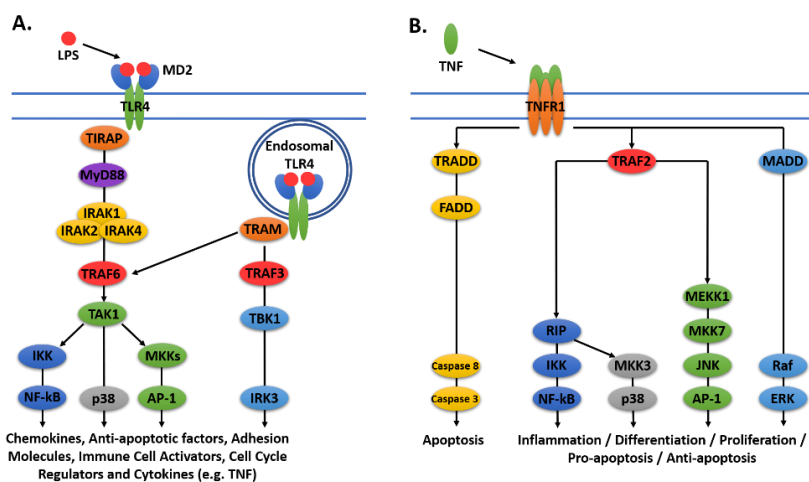 A.
LPS
MD2
TLR4
TIRAP
MyD88
IRAK1
IRAK2 IRAK4
TRAF6
TAK1
IKK
MKKs
NF-kB
p38
AP-1
Endosomal
TLR4
TRAM
TRAF3
TBK1
IRK3
Chemokines, Anti-apoptotic factors, Adhesion
Molecules, Immune Cell Activators, Cell Cycle
Regulators and Cytokines (e.g. TNF)
B.
TNF
TNFR1
TRADD
FADD
Caspase 8
Caspase 3
Apoptosis
TRAF2
RIP
IKK
NF-kB
MKK3
p38
MEKK1
MKK7
JNK
AP-1
MADD
Raf
ERK
Inflammation / Differentiation / Proliferation /
Pro-apoptosis / Anti-apoptosis